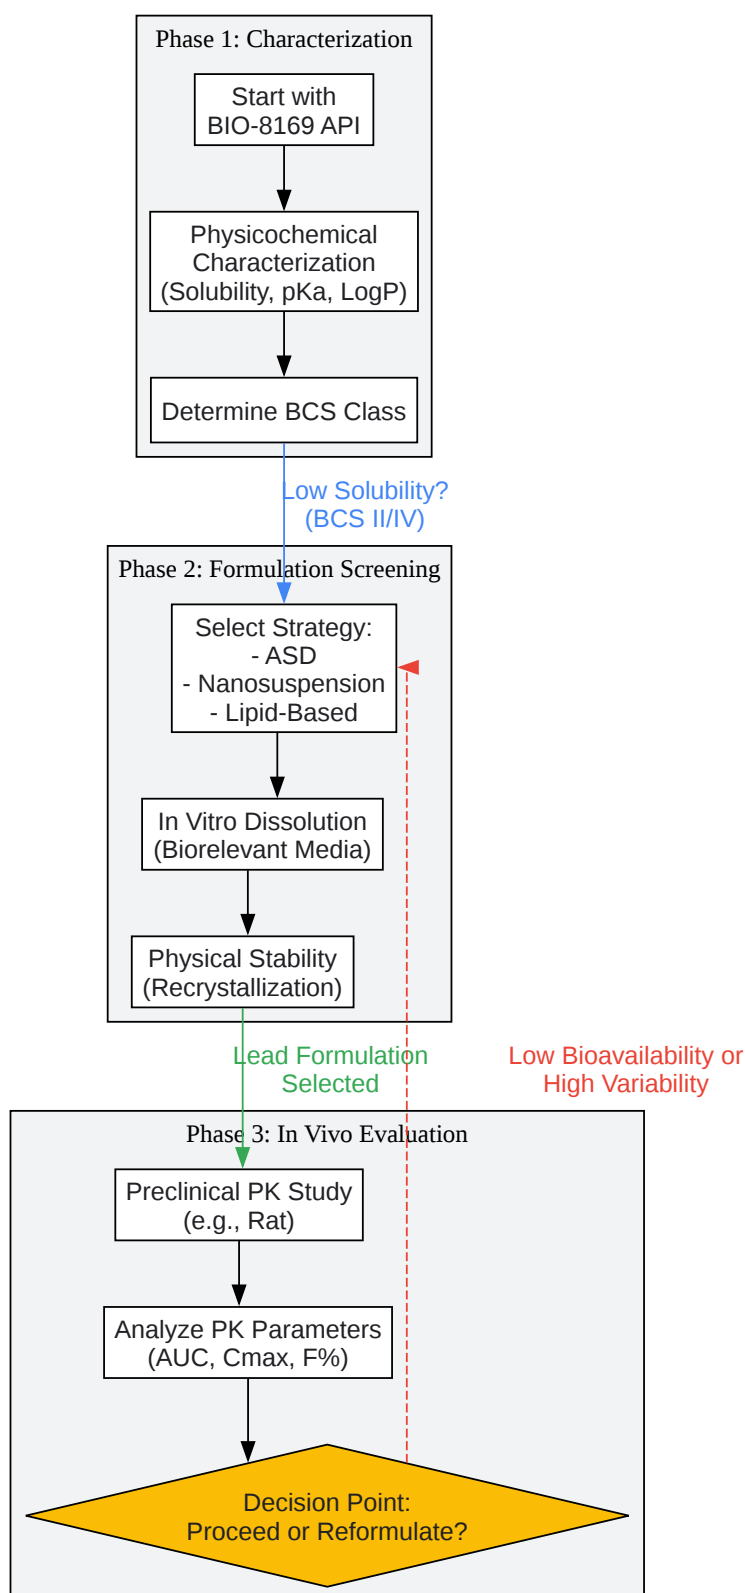 Phase 1: Characterization
Start with
BIO-8169 API
Physicochemical
Characterization
(Solubility, pKa, LogP)
Determine BCS Class
Low Solubility?
(BCS II/IV)
Phase 2: Formulation Screening
Select Strategy:
- ASD
- Nanosuspension
- Lipid-Based
In Vitro Dissolution
(Biorelevant Media)
Physical Stability
(Recrystallization)
Lead Formulation
Selected
Low Bioavailability or
High Variability
Phase 3: In Vivo Evaluation
Preclinical PK Study
(e.g., Rat)
Analyze PK Parameters
(AUC, Cmax, F%)
Decision Point:
Proceed or Reformulate?